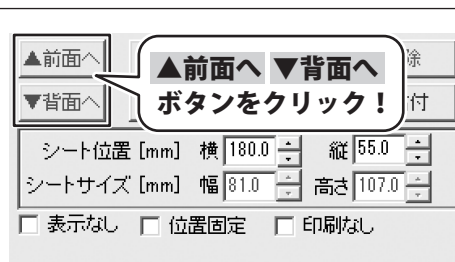 ▲前面へ
▼背面へ
▲前面へ ▼背面へ
ボタンをクリック！
除
付
シート位置 [mm] 横 180.0 縦 55.0
シートサイズ [mm] 幅 81.0 高さ 107.0
表示なし 位置固定 印刷なし